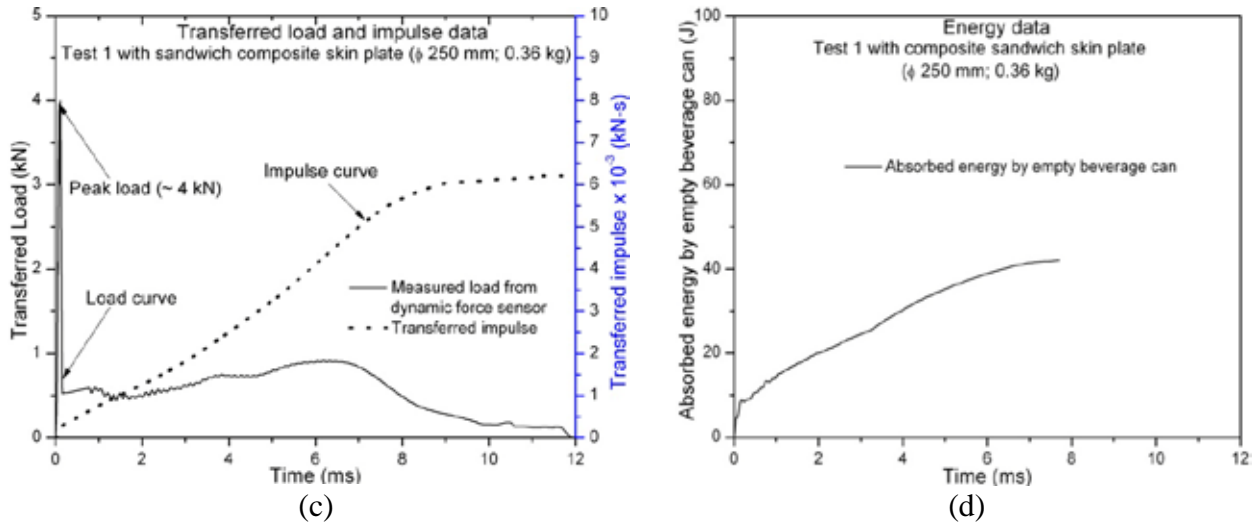 Transferred load and impulse data
Test 1 with sandwich composite skin plate (ϕ 250 mm; 0.36 kg)
Peak load (~ 4 kN)
Impulse curve
Load curve
Measured load from
dynamic force sensor
Transferred impulse
Transferred Load (kN)
5
4
3
2
1
0
Transferred impulse x 10⁻³ (kN-s)
10
9
8
7
6
5
4
3
2
1
0
0 2 4 6 8 10 12
Time (ms)
(c)
Energy data
Test 1 with composite sandwich skin plate
(ϕ 250 mm; 0.36 kg)
Absorbed energy by empty beverage can
Absorbed energy by empty beverage can (J)
100
80
60
40
20
0
0 2 4 6 8 10 12
Time (ms)
(d)